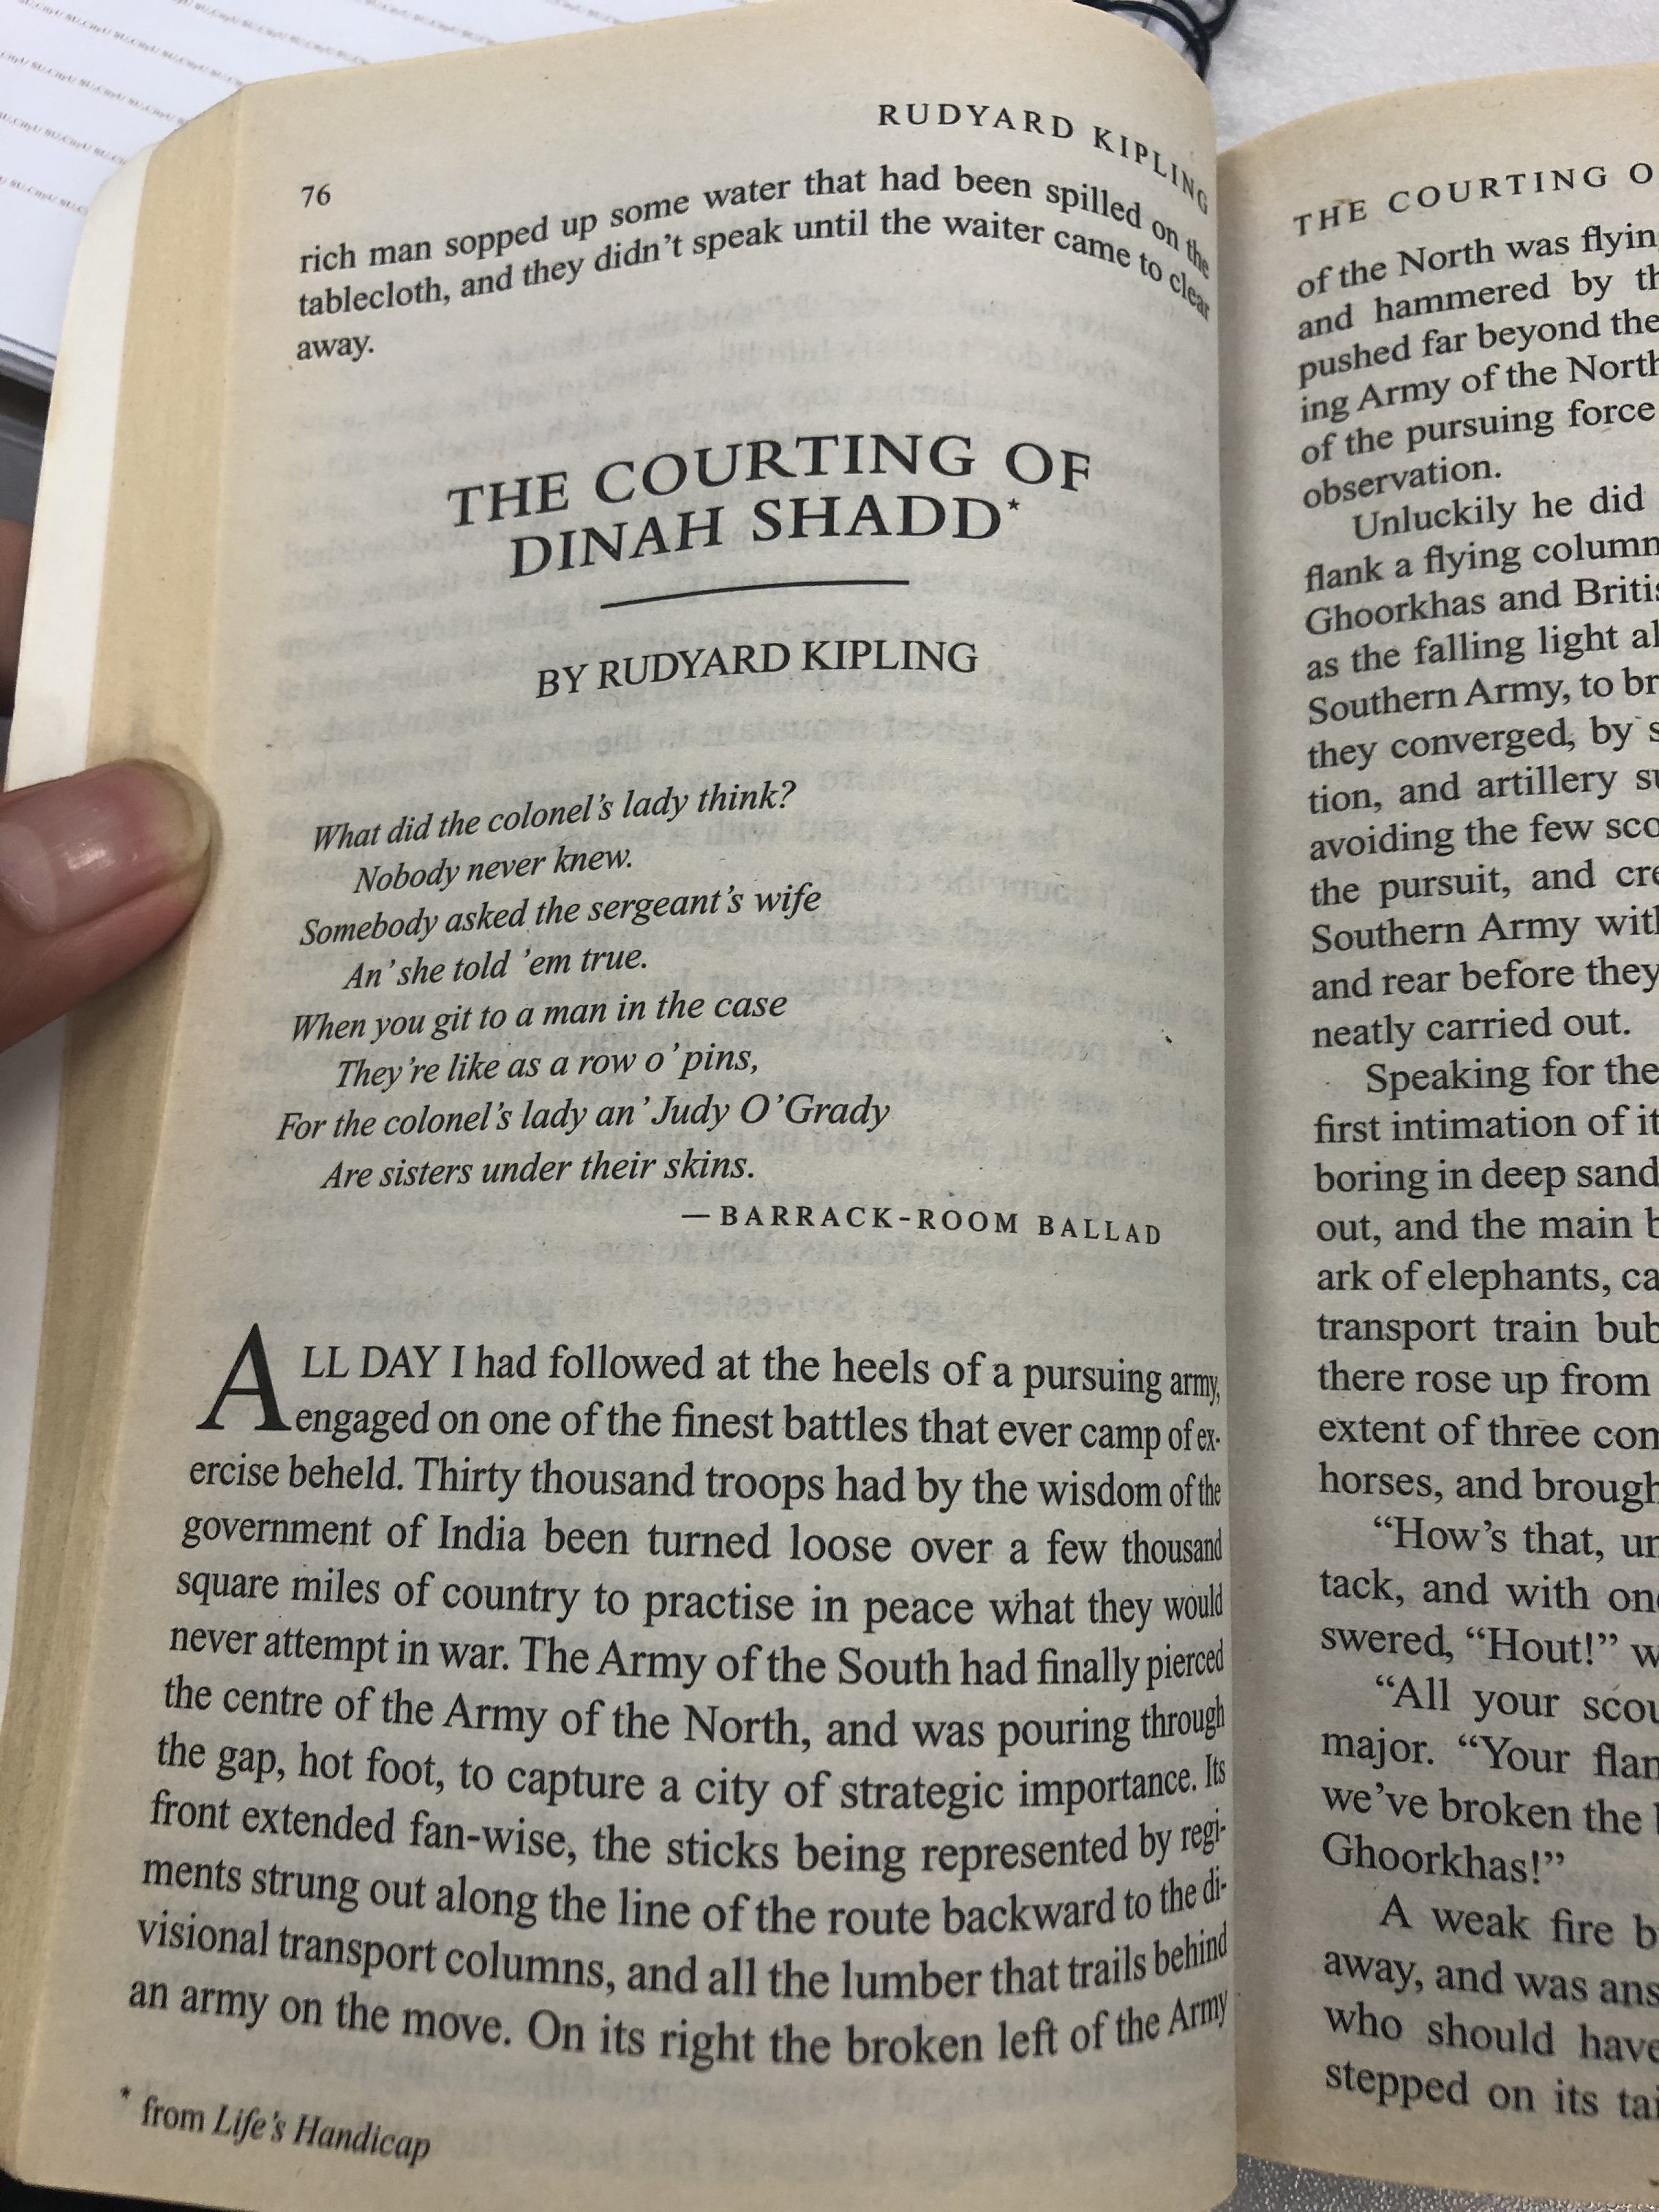 76
RUDYARD KIPLING
rich man sopped up some water that had been spilled on the
tablecloth, and they didn't speak until the waiter came to clear
away.
THE COURTING OF
DINAH SHADD*
BY RUDYARD KIPLING
What did the colonel's lady think?
Nobody never knew.
Somebody asked the sergeant's wife
An' she told 'em true.
When you git to a man in the case
They're like as a row o' pins,
For the colonel's lady an' Judy O'Grady
Are sisters under their skins.
—BARRACK-ROOM BALLAD
ALL DAY I had followed at the heels of a pursuing army,
engaged on one of the finest battles that ever camp of ex-
ercise beheld. Thirty thousand troops had by the wisdom of the
government of India been turned loose over a few thousand
square miles of country to practise in peace what they would
never attempt in war. The Army of the South had finally pierced
the centre of the Army of the North, and was pouring through
the gap, hot foot, to capture a city of strategic importance. Its
front extended fan-wise, the sticks being represented by regi-
ments strung out along the line of the route backward to the di-
visional transport columns, and all the lumber that trails behind
an army on the move. On its right the broken left of the Army
* from Life's Handicap
THE COURTING O
of the North was flyin
and hammered by th
pushed far beyond the
ing Army of the North
of the pursuing force
observation.
Unluckily he did
flank a flying column
Ghoorkhas and Britis
as the falling light al
Southern Army, to br
they converged, by s
tion, and artillery su
avoiding the few sco
the pursuit, and cre
Southern Army with
and rear before they
neatly carried out.
Speaking for the
first intimation of it
boring in deep sand
out, and the main b
ark of elephants, ca
transport train bub
there rose up from
extent of three com
horses, and brough
"How's that, un
tack, and with one
swered, "Hout!" w
"All your scou
major. "Your flan
we've broken the
Ghoorkhas!"
A weak fire b
away, and was ans
who should have
stepped on its tai